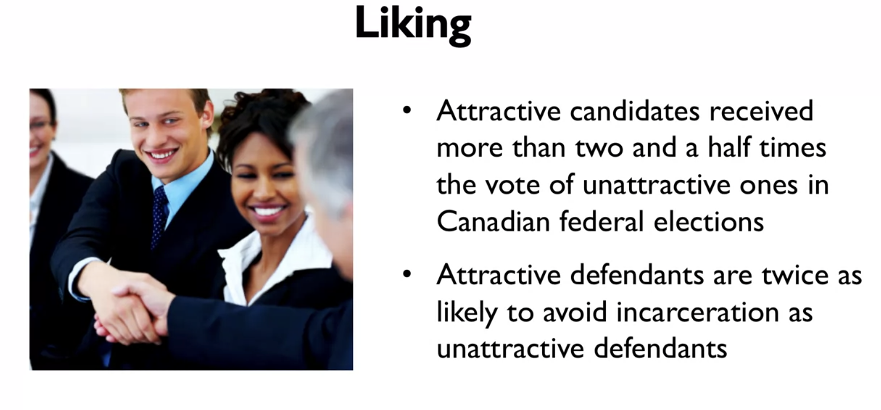 Liking
• Attractive candidates received
more than two and a half times
the vote of unattractive ones in
Canadian federal elections
• Attractive defendants are twice as
likely to avoid incarceration as
unattractive defendants